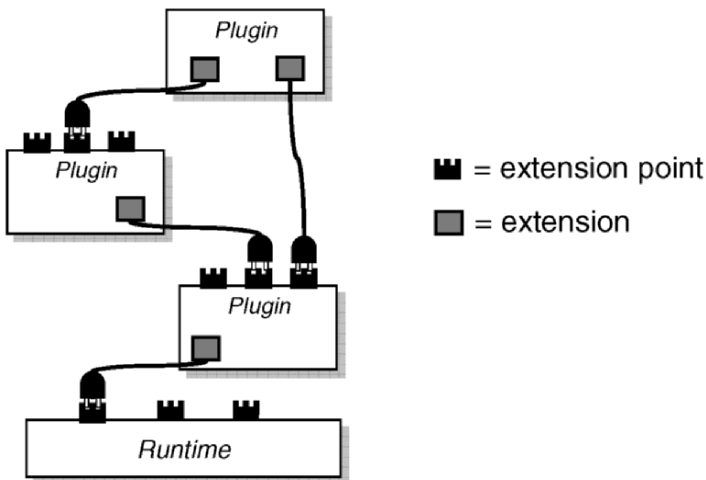 Plugin
Plugin
= extension point
= extension
Plugin
Runtime